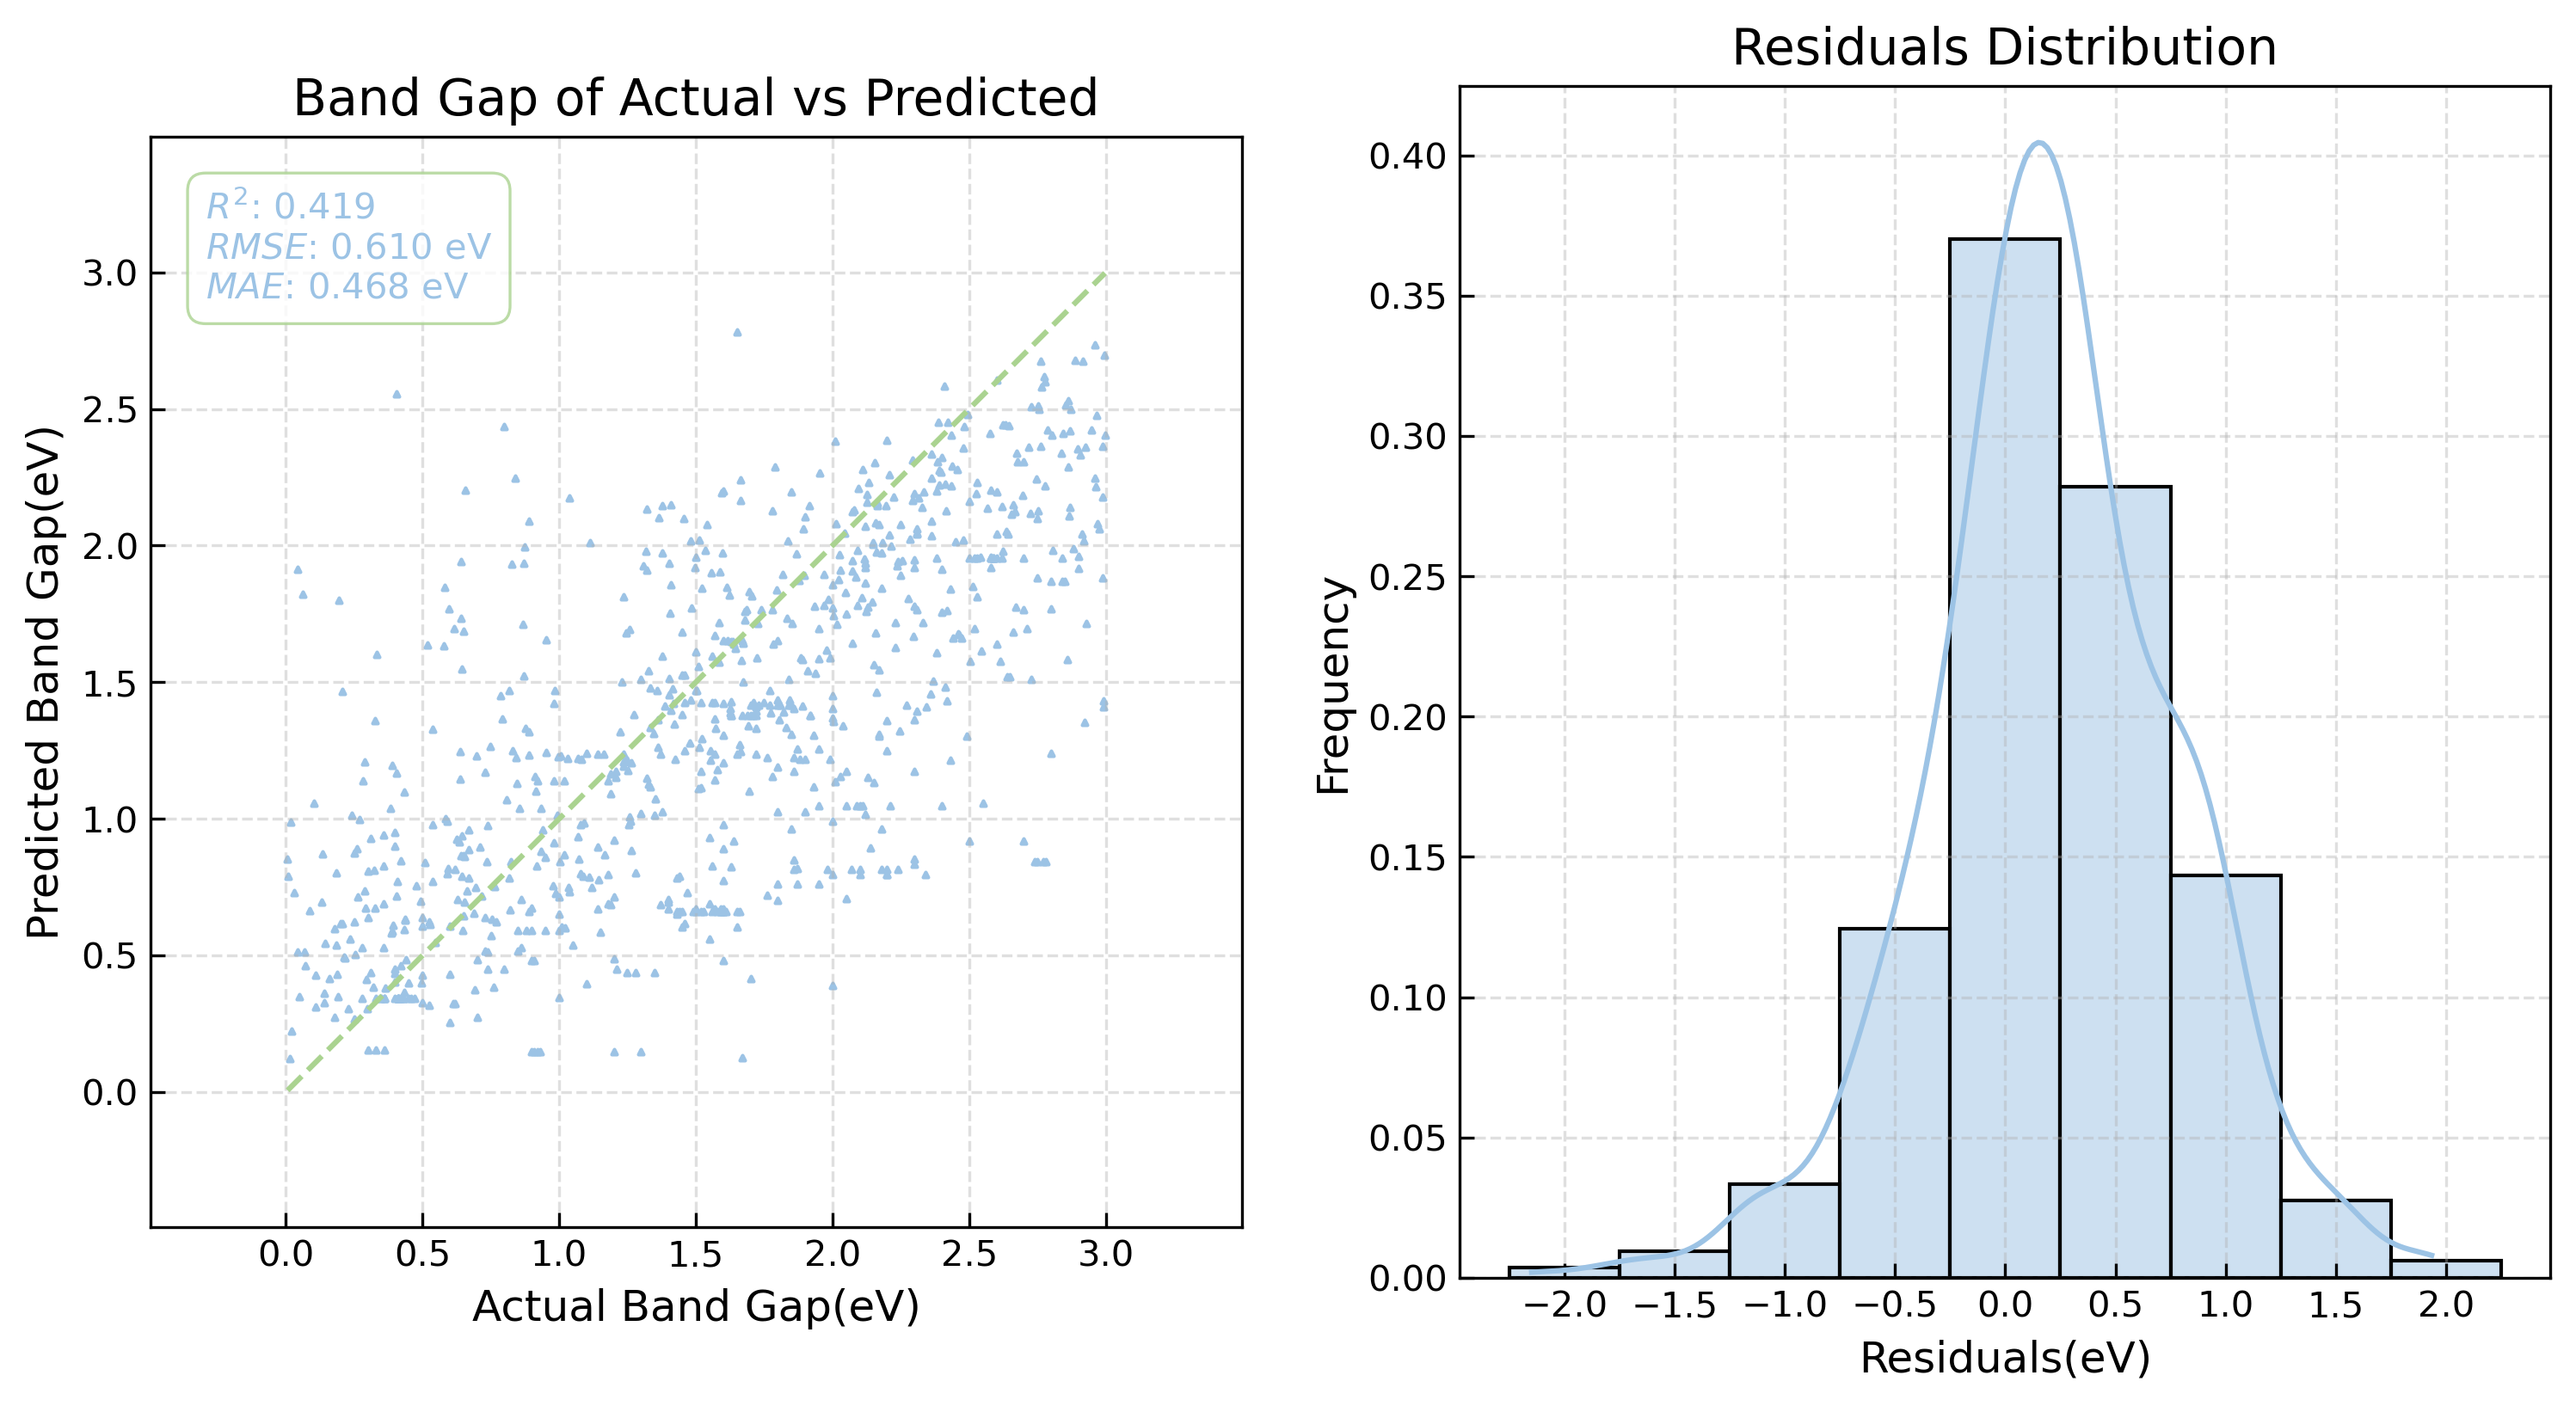 Band Gap of Actual vs Predicted
R²: 0.419
RMSE: 0.610 eV
MAE: 0.468 eV
3.0
2.5
2.0
1.5
1.0
0.5
0.0
Predicted Band Gap(eV)
0.0 0.5 1.0 1.5 2.0 2.5 3.0
Actual Band Gap(eV)
Residuals Distribution
0.40
0.35
0.30
0.25
0.20
0.15
0.10
0.05
0.00
Frequency
−2.0 −1.5 −1.0 −0.5 0.0 0.5 1.0 1.5 2.0
Residuals(eV)